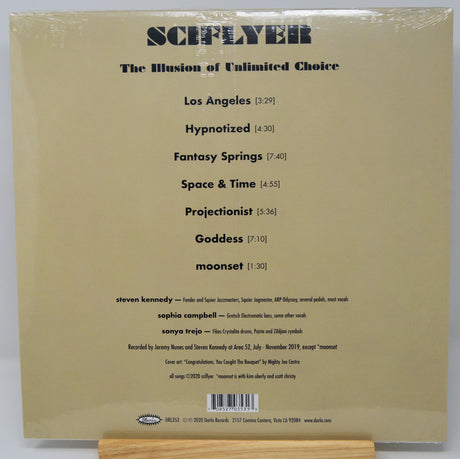 SCIFLYER
The Illusion of Unlimited Choice
Los Angeles [3:29]
Hypnotized [4:30]
Fantasy Springs [7:40]
Space & Time [4:55]
Projectionist [5:36]
Goddess [7:10]
moonset [1:30]
steven kennedy — Fender and Squier Jazzmasters, Squier Jagmaster, ARP Odyssey, several pedals, most vocals
sophia campbell — Gretsch Electromatic bass, some other vocals
sonya trejo — Fibes Crystalite drums, Paiste and Zildjian cymbals
Recorded by Jeremy Nunes and Steven Kennedy at Area 52, July - November 2019, except *moonset
Cover art: "Congratulations, You Caught The Bouquet" by Mighty Joe Castro
all songs ©2020 sciflyer. *moonset is with kim oberly and scott christy
DRL353 ©℗ 2020 Dorlo Records 2157 Camino Cantera, Vista CA 92084 www.dorlo.com